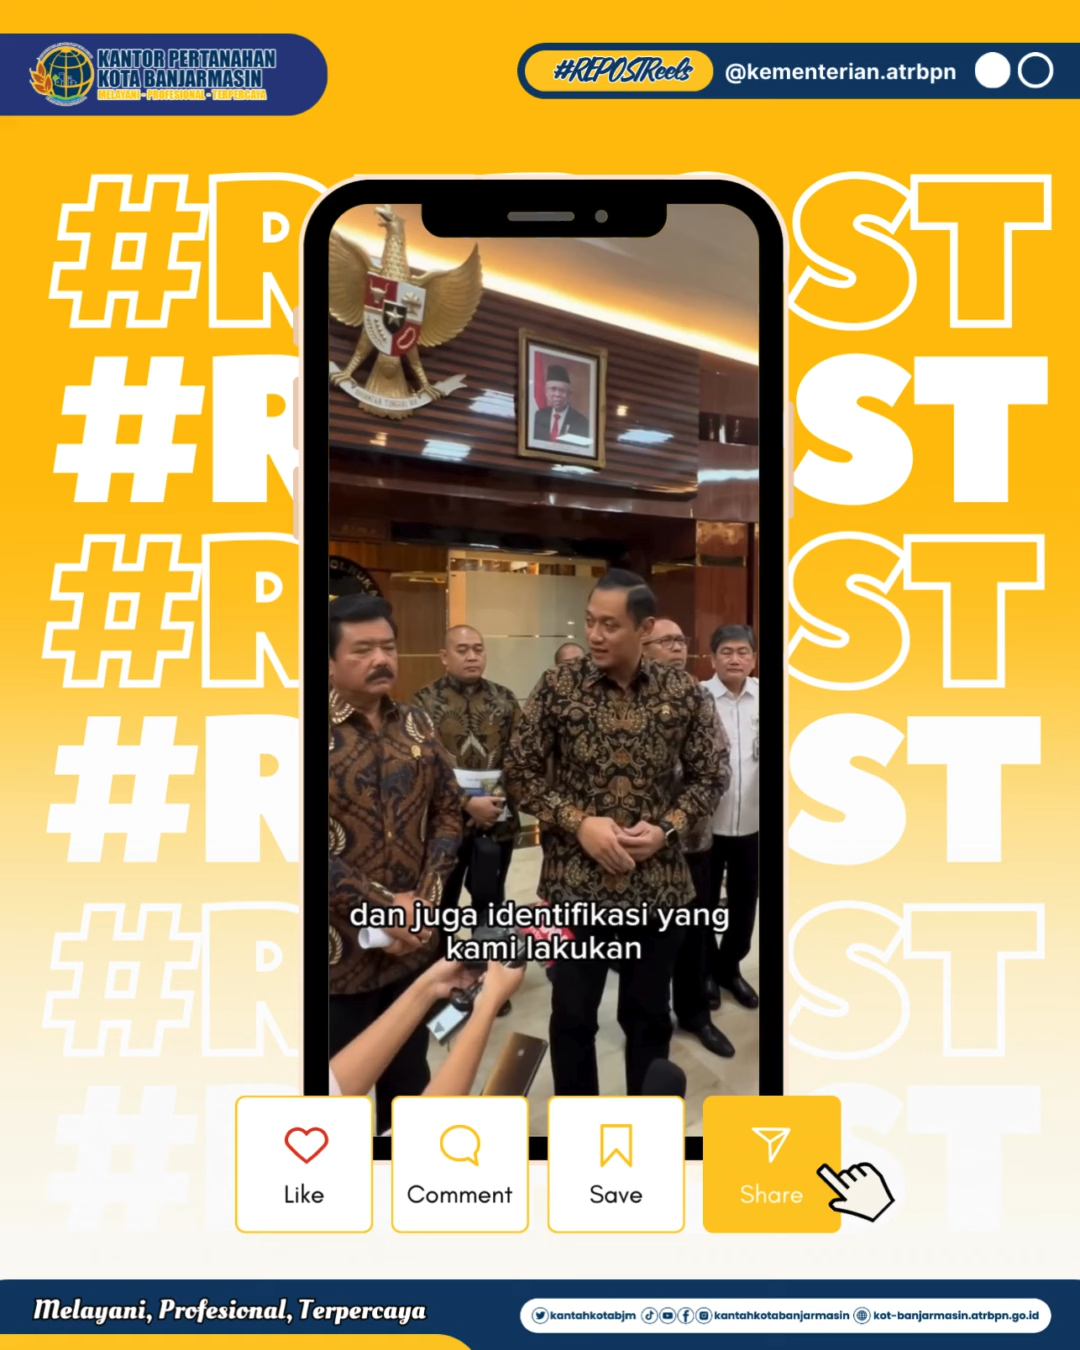 KANTOR PERTANAHAN
KOTA BANJARMASIN
MELAYANI - PROFESIONAL - TERPERCAYA
#REPOSTReels
@kementerian.atrbpn
#R ST
#R ST
#R ST
#R ST
#R ST
#R ST
dan juga identifikasi yang
kami lakukan
Like
Comment
Save
Share
Melayani, Profesional, Terpercaya
kantahkotabjm
kantahkotabanjarmasin
kot-banjarmasin.atrbpn.go.id